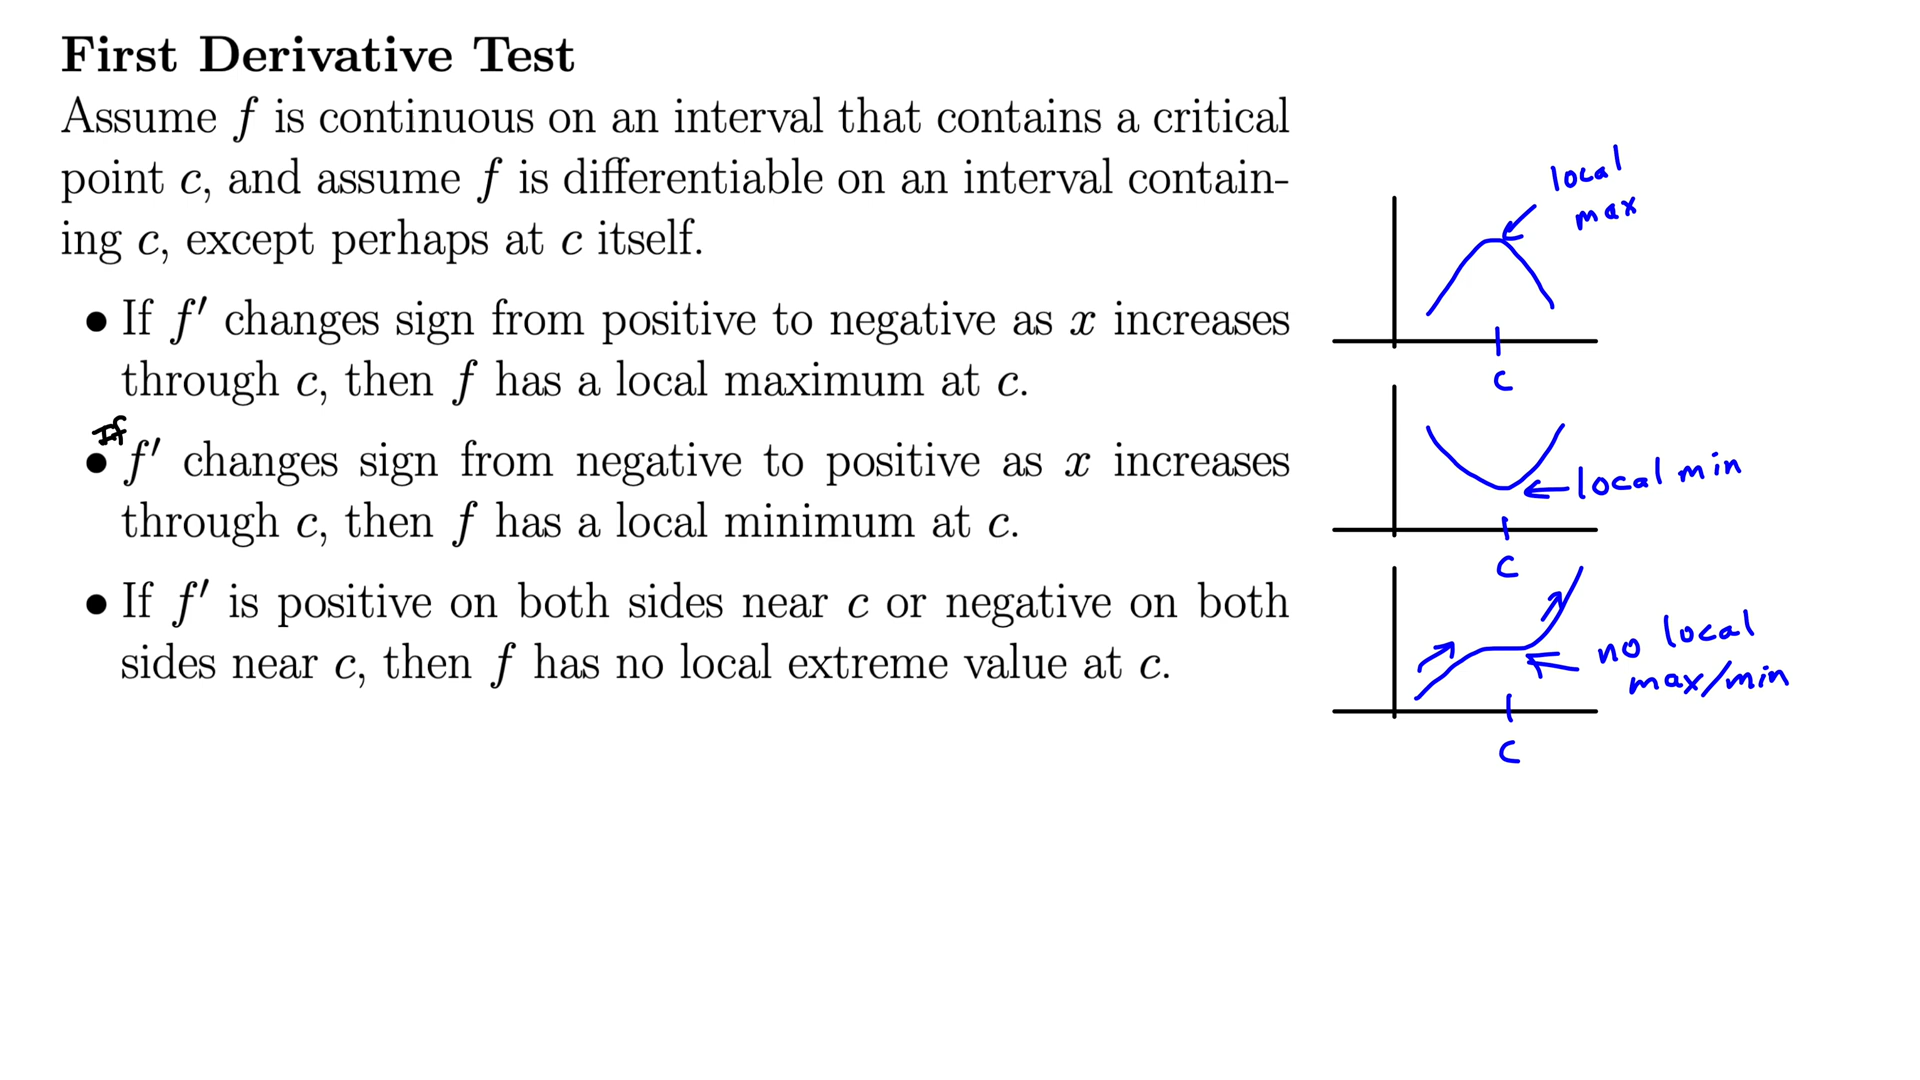 First Derivative Test
Assume f is continuous on an interval that contains a critical
point c, and assume f is differentiable on an interval contain-
ing c, except perhaps at c itself.
• If f′ changes sign from positive to negative as x increases
through c, then f has a local maximum at c.
If
• f′ changes sign from negative to positive as x increases
through c, then f has a local minimum at c.
• If f′ is positive on both sides near c or negative on both
sides near c, then f has no local extreme value at c.
local
max
c
local min
c
no local
max/min
c